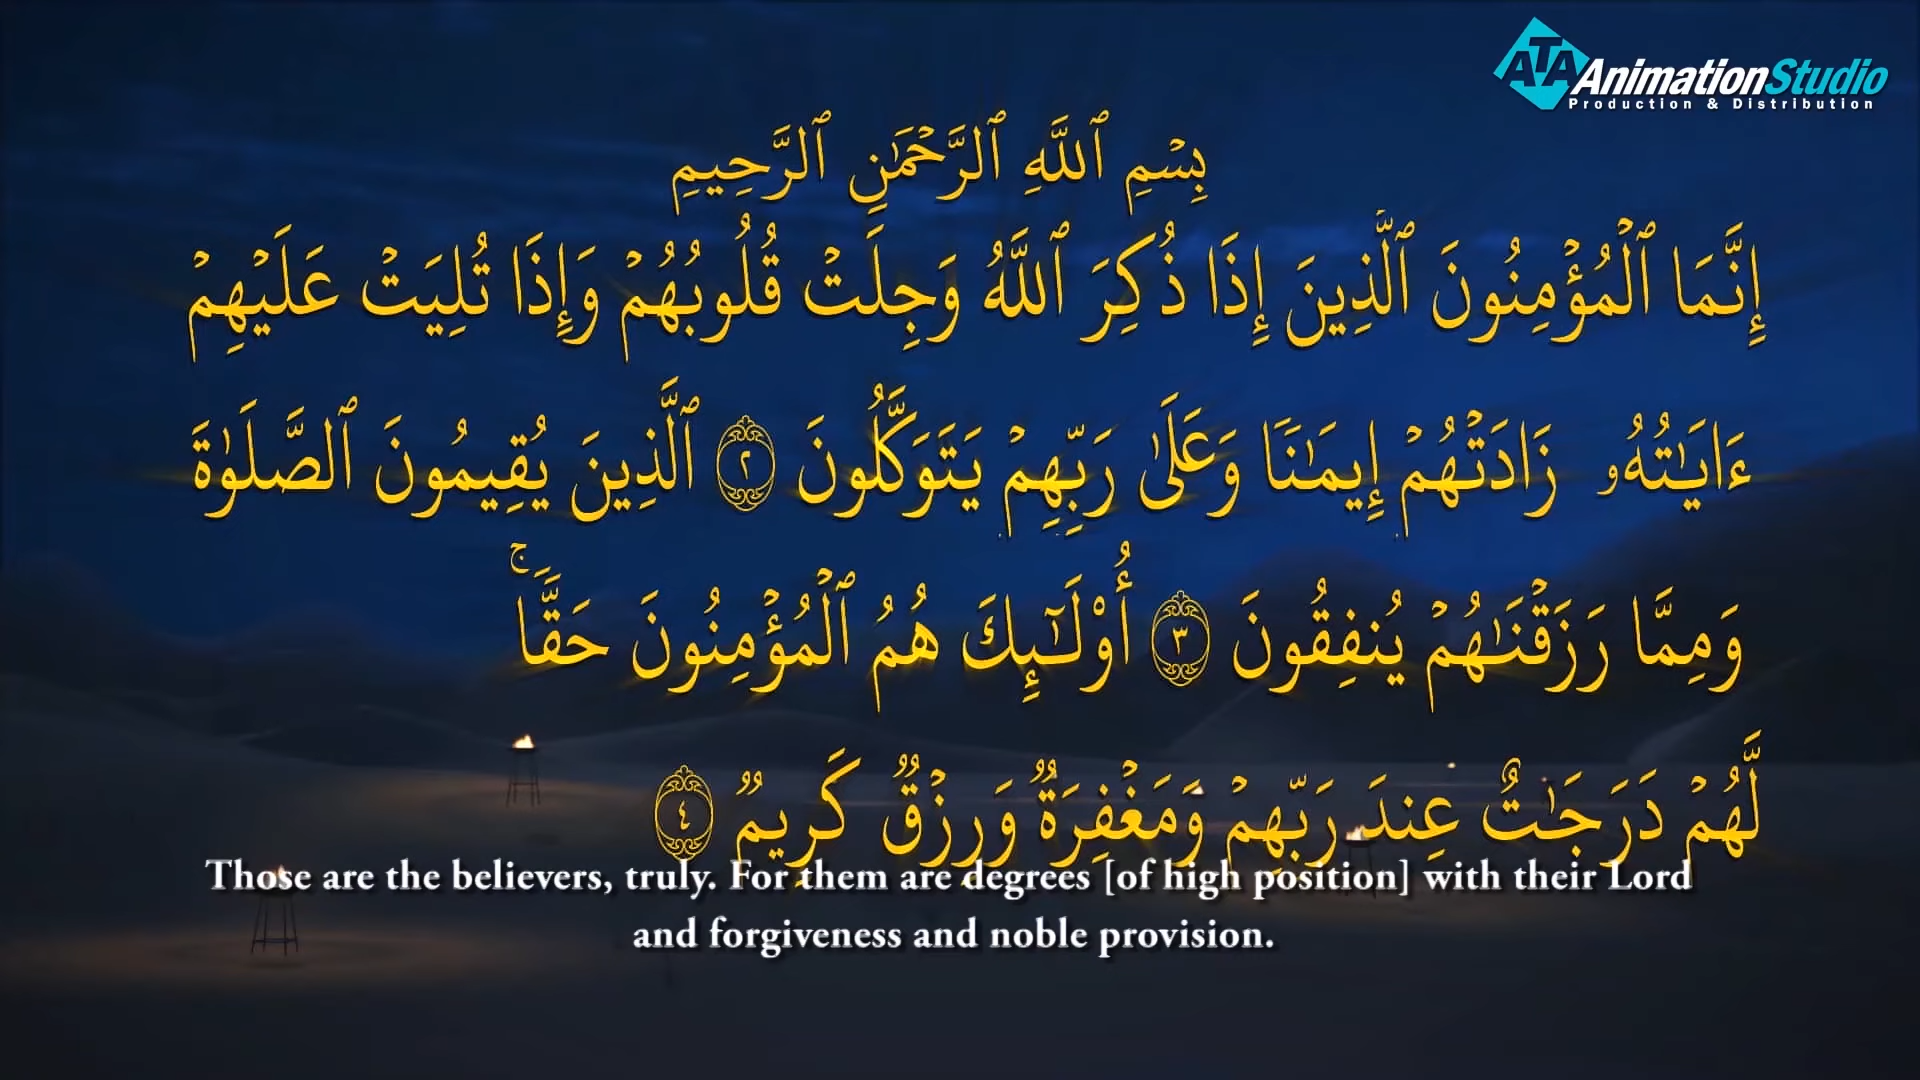 ATA AnimationStudio
Production & Distribution
بِسْمِ ٱللَّهِ ٱلرَّحْمَٰنِ ٱلرَّحِيمِ
إِنَّمَا ٱلْمُؤْمِنُونَ ٱلَّذِينَ إِذَا ذُكِرَ ٱللَّهُ وَجِلَتْ قُلُوبُهُمْ وَإِذَا تُلِيَتْ عَلَيْهِمْ
ءَايَـٰتُهُۥ زَادَتْهُمْ إِيمَـٰنًا وَعَلَىٰ رَبِّهِمْ يَتَوَكَّلُونَ ٢ ٱلَّذِينَ يُقِيمُونَ ٱلصَّلَوٰةَ
وَمِمَّا رَزَقْنَـٰهُمْ يُنفِقُونَ ٣ أُو۟لَـٰٓئِكَ هُمُ ٱلْمُؤْمِنُونَ حَقًّا ۚ
لَّهُمْ دَرَجَـٰتٌ عِندَ رَبِّهِمْ وَمَغْفِرَةٌ وَرِزْقٌ كَرِيمٌ ٤
Those are the believers, truly. For them are degrees [of high position] with their Lord
and forgiveness and noble provision.